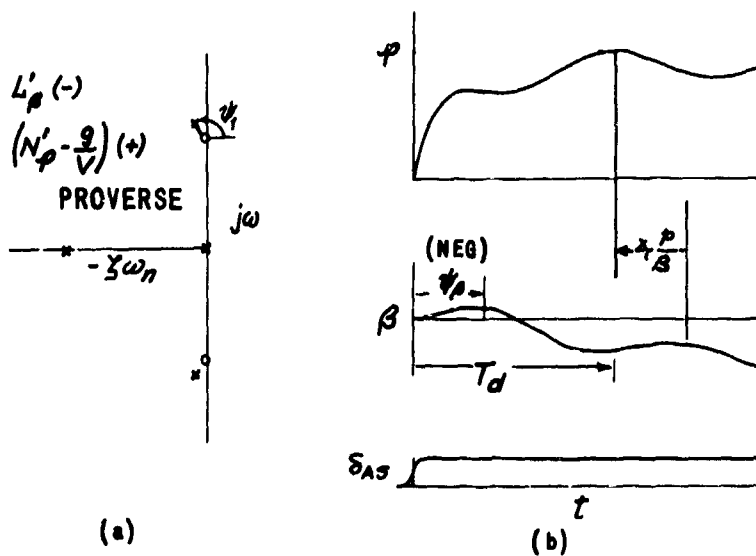 L'β (-)
(N'p - g/V) (+)
PROVERSE
ψ1
jω
-ζωn
(a)
p
(NEG)
ψβ
∡ p/β
β
Td
δAS
t
(b)